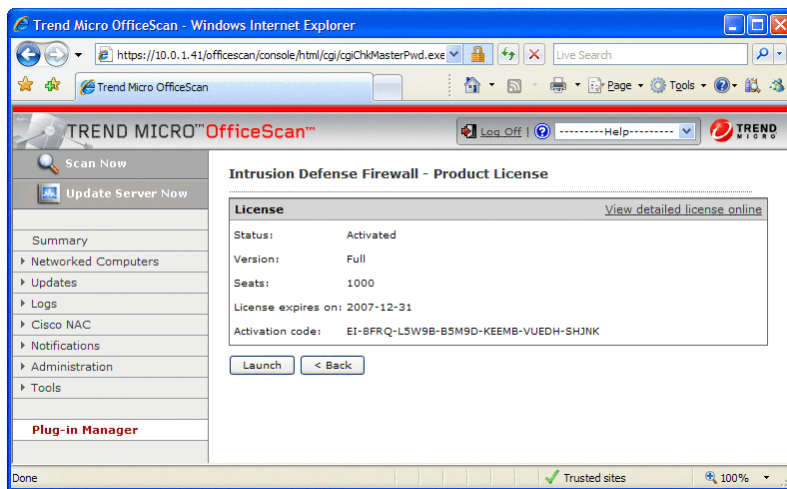 Trend Micro OfficeScan - Windows Internet Explorer
https://10.0.1.41/officescan/console/html/cgi/cgiChkMasterPwd.exe
Live Search
Trend Micro OfficeScan
Page
Tools
TREND MICRO™ OfficeScan™
Log Off | ---------Help---------
TREND MICRO
Scan Now
Update Server Now
Summary
Networked Computers
Updates
Logs
Cisco NAC
Notifications
Administration
Tools
Plug-in Manager
Intrusion Defense Firewall - Product License
License View detailed license online
Status: Activated
Version: Full
Seats: 1000
License expires on: 2007-12-31
Activation code: EI-8FRQ-L5W9B-B5M9D-KEEMB-VUEDH-SHJNK
Launch < Back
Done Trusted sites 100%